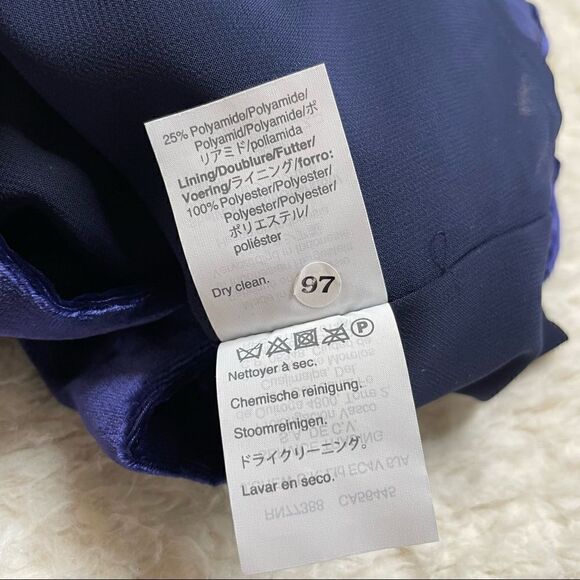 25% Polyamide/Polyamide/
Polyamid/Polyamide/ポ
リアミド/poliamida
Lining/Doublure/Futter/
Voering/ライニング/forro:
100% Polyester/Polyester/
Polyester/Polyester/
ポリエステル/
poliéster
Dry clean.
97
P
Nettoyer à sec.
Chemische reinigung.
Stoomreinigen.
ドライクリーニング。
Lavar en seco.
RN77388 CA56445